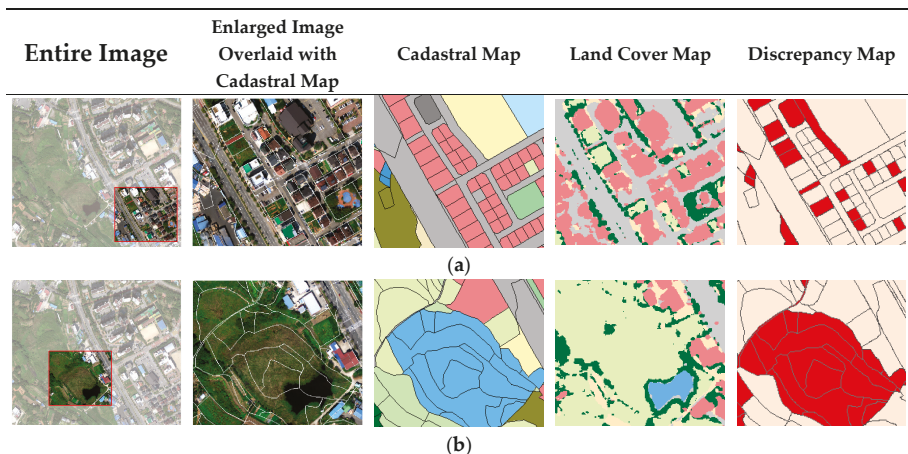 Entire Image
Enlarged Image
Overlaid with
Cadastral Map
Cadastral Map
Land Cover Map
Discrepancy Map
(a)
(b)